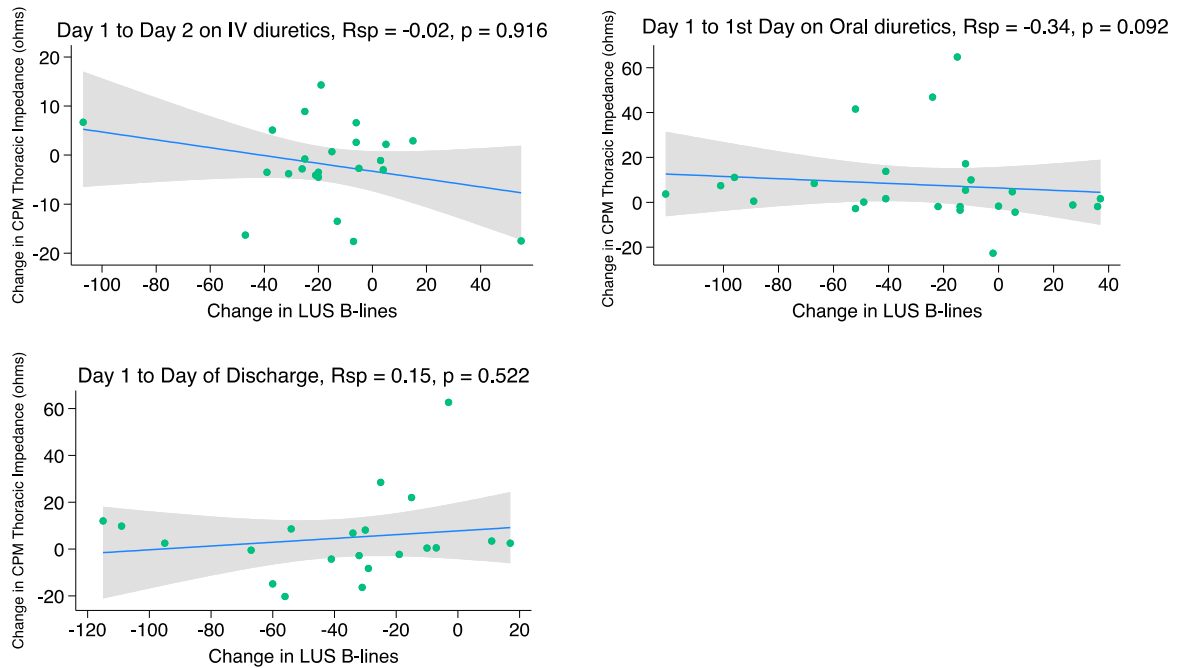 Day 1 to Day 2 on IV diuretics, Rsp = -0.02, p = 0.916
Change in CPM Thoracic Impedance (ohms)
20
10
0
-10
-20
-100 -80 -60 -40 -20 0 20 40
Change in LUS B-lines
Day 1 to 1st Day on Oral diuretics, Rsp = -0.34, p = 0.092
Change in CPM Thoracic Impedance (ohms)
60
40
20
0
-20
-100 -80 -60 -40 -20 0 20 40
Change in LUS B-lines
Day 1 to Day of Discharge, Rsp = 0.15, p = 0.522
Change in CPM Thoracic Impedance (ohms)
60
40
20
0
-20
-120 -100 -80 -60 -40 -20 0 20
Change in LUS B-lines